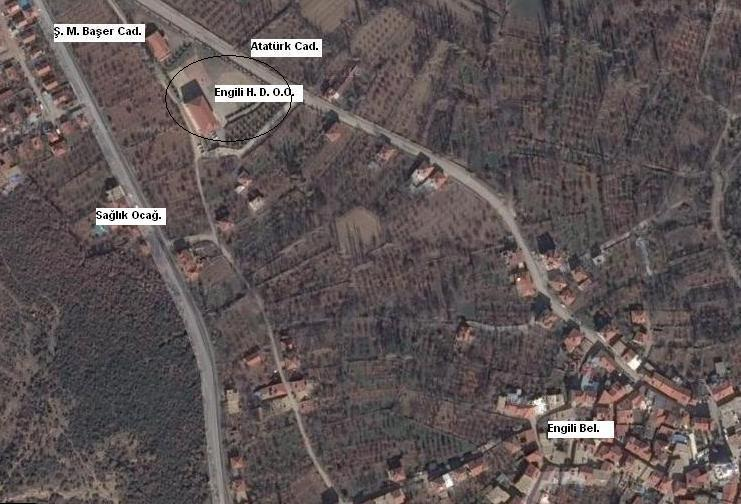 Ş. M. Başer Cad.
Atatürk Cad.
Engili H. D. O.O.
Sağlık Ocağ.
Engili Bel.